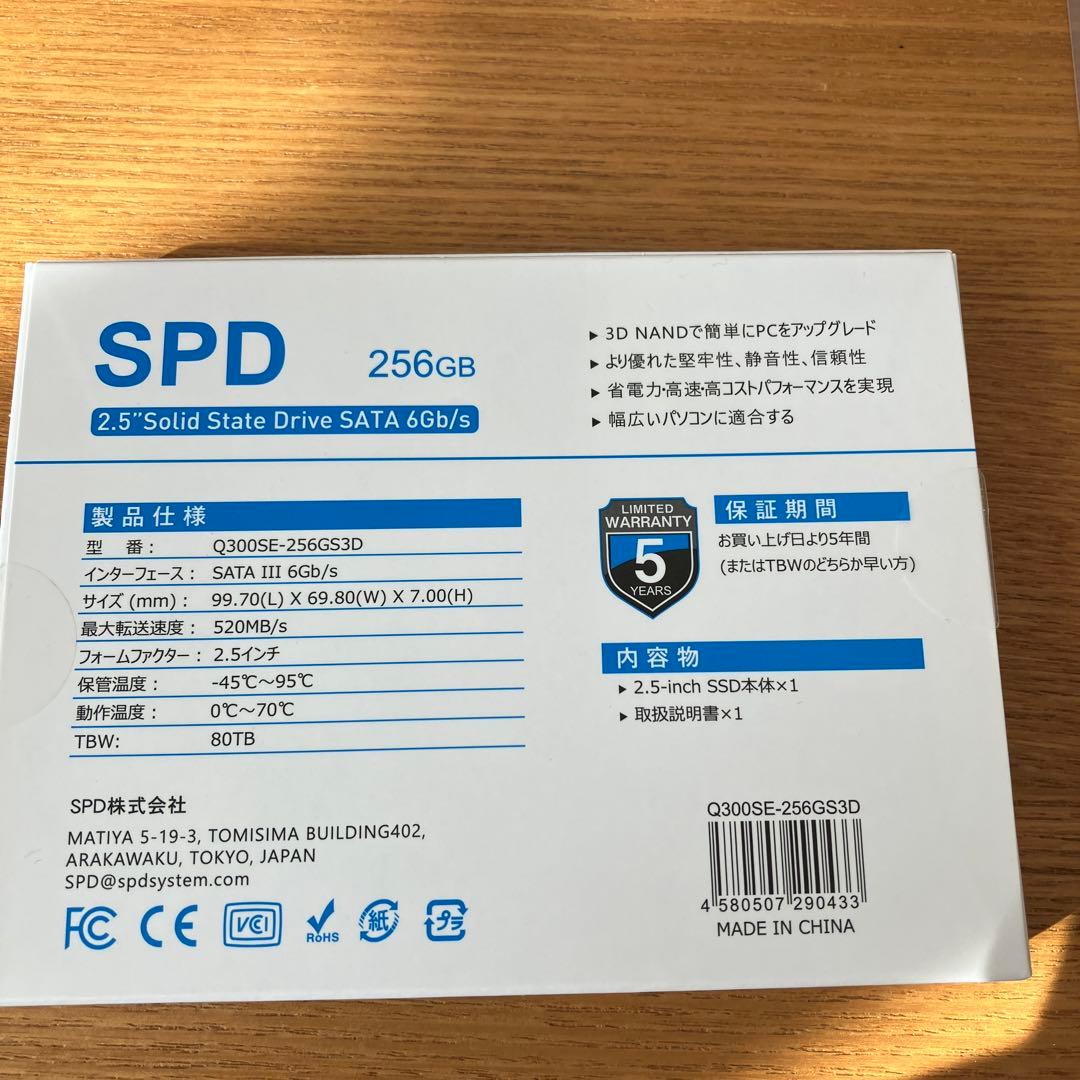 SPD
256GB
2.5”Solid State Drive SATA 6Gb/s
▶ 3D NANDで簡単にPCをアップグレード
▶ より優れた堅牢性、静音性、信頼性
▶ 省電力・高速・高コストパフォーマンスを実現
▶ 幅広いパソコンに適合する
製品仕様
型 番： Q300SE-256GS3D
インターフェース： SATA III 6Gb/s
サイズ (mm)： 99.70(L) X 69.80(W) X 7.00(H)
最大転送速度： 520MB/s
フォームファクター： 2.5インチ
保管温度： -45℃～95℃
動作温度： 0℃～70℃
TBW: 80TB
LIMITED
WARRANTY
5
YEARS
保証期間
お買い上げ日より5年間
(またはTBWのどちらか早い方)
内容物
▶ 2.5-inch SSD本体×1
▶ 取扱説明書×1
SPD株式会社
MATIYA 5-19-3, TOMISIMA BUILDING402,
ARAKAWAKU, TOKYO, JAPAN
SPD@spdsystem.com
FC CE VCI RoHS 紙 プラ
Q300SE-256GS3D
4 580507 290433
MADE IN CHINA